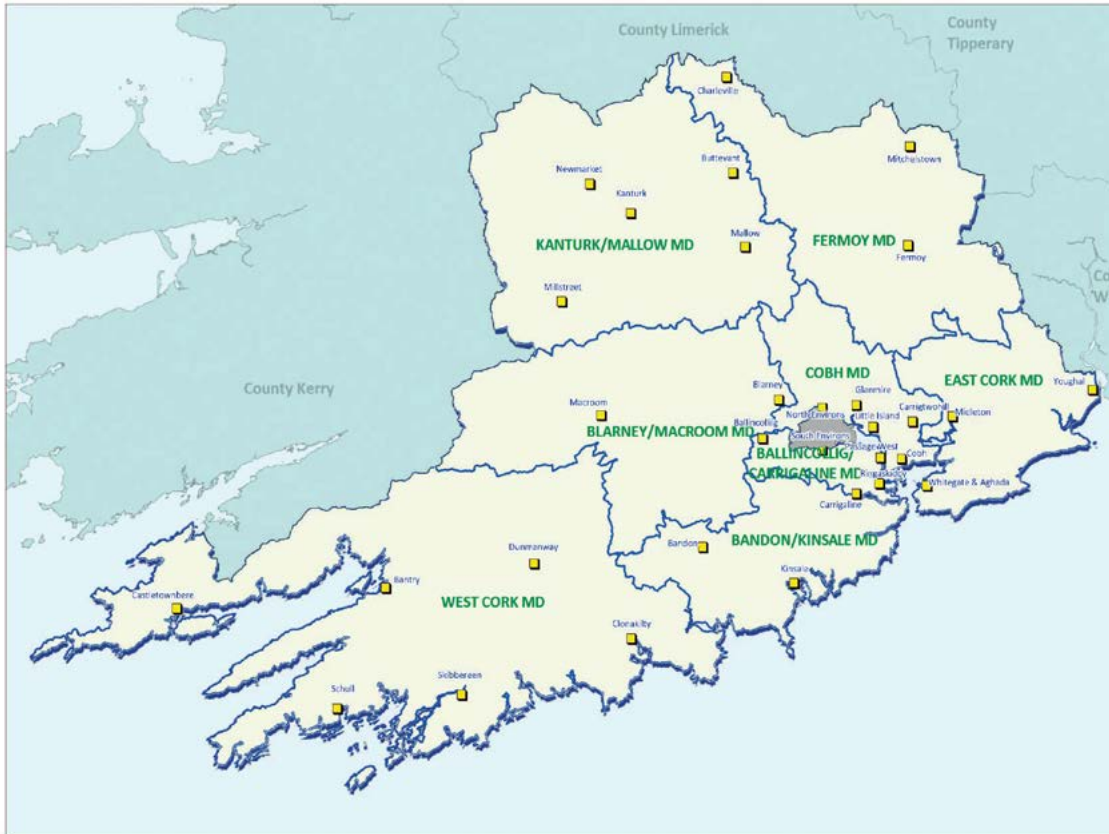 County Limerick
County
Tipperary
Charleville
Mitchelstown
Buttevant
Newmarket
Kanturk
Mallow
KANTURK/MALLOW MD
FERMOY MD
Fermoy
Co
W
Millstreet
COBH MD
EAST CORK MD
County Kerry
Youghal
Blarney
Glanmire
Macroom
North Environs
Little Island
Carrigtwohill
Midleton
BLARNEY/MACROOM MD
Ballincollig
South Environs
Passage West
Cobh
BALLINCOLLIG/
CARRIGALINE MD
Ringaskiddy
Whitegate & Aghada
Carrigaline
Bandon
BANDON/KINSALE MD
Dunmanway
Kinsale
Bantry
Castletownbere
WEST CORK MD
Clonakilty
Skibbereen
Schull